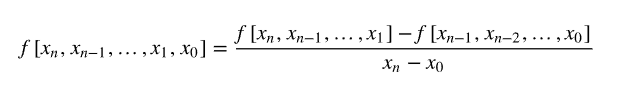 f [xₙ, xₙ₋₁, … , x₁, x₀] = (f [xₙ, xₙ₋₁, … , x₁] − f [xₙ₋₁, xₙ₋₂, … , x₀]) / (xₙ − x₀)